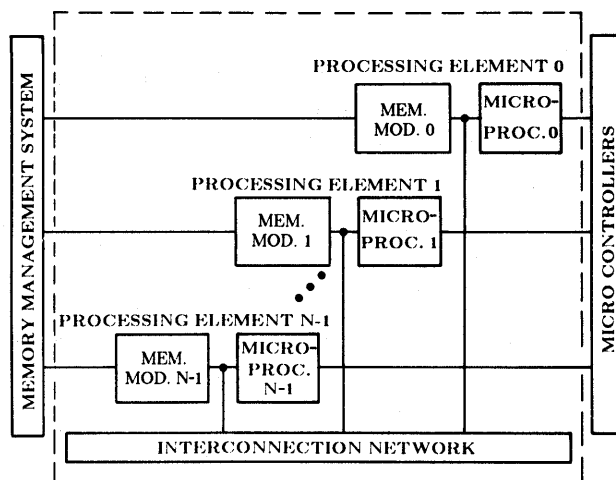 MEMORY MANAGEMENT SYSTEM
PROCESSING ELEMENT 0
MEM.
MOD. 0
MICRO-
PROC.0
PROCESSING ELEMENT 1
MEM.
MOD. 1
MICRO-
PROC. 1
PROCESSING ELEMENT N-1
MEM.
MOD. N-1
MICRO-
PROC.
N-1
INTERCONNECTION NETWORK
MICRO CONTROLLERS